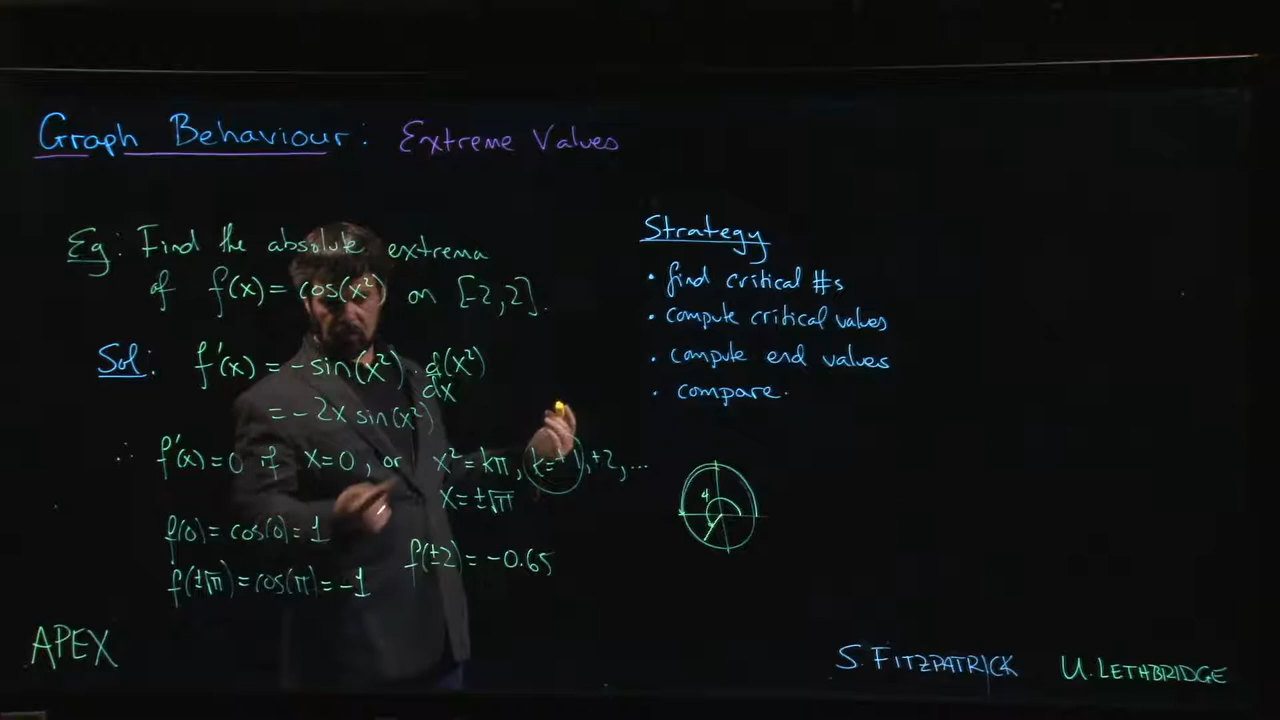 Graph Behaviour: Extreme Values
Eg: Find the absolute extrema
of f(x) = cos(x²) on [-2,2].
Sol: f'(x) = -sin(x²) · d/dx (x²)
= -2x sin(x²)
∴ f'(x)=0 if x=0, or x²=kπ, k=±1,±2,...
x=±√π
f(0)=cos(0)=1
f(±√π)=cos(π)=-1
f(±2)=-0.65
Strategy
• find critical #s
• compute critical values
• compute end values
• compare.
4
APEX
S. FITZPATRICK U. LETHBRIDGE